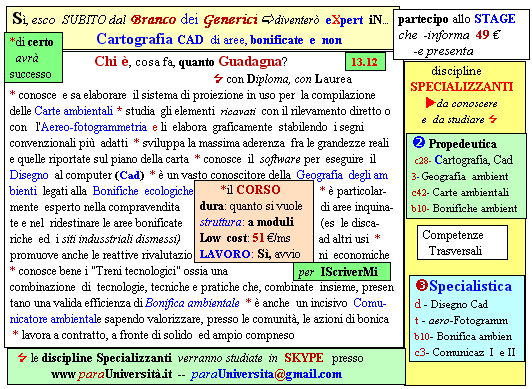 Sì, esco SUBITO dal Branco dei Generici ⇨diventerò eXpert iN...
Cartografia CAD di aree, bonificate e non
partecipo allo STAGE
che -informa 49 €
-e presenta
*di certo
avrà
successo
Chi è, cosa fa, quanto Guadagna? 13.12
con Diploma, con Laurea
* conosce e sa elaborare il sistema di proiezione in uso per la compilazione
delle Carte ambientali * studia gli elementi ricavati con il rilevamento diretto o
con l'Aereo-fotogrammetria e li elabora graficamente stabilendo i segni
convenzionali più adatti * sviluppa la massima aderenza fra le grandezze reali
e quelle riportate sul piano della carta * conosce il software per eseguire il
Disegno al computer (Cad) * è un vasto conoscitore della Geografia degli am
bienti legati alla Bonifiche ecologiche * è particolar-
mente esperto nella compravendita di aree inquina-
te e nel ridestinare le aree bonificate (es le disca-
riche ed i siti indusstriali dismessi) ad altri usi *
promuove anche le reattive rivalutazio ni economiche
*il CORSO
dura: quanto si vuole
struttura: a moduli
Low cost: 51 €/ms
LAVORO: Sì, avvio
* conosce bene i "Treni tecnologici" ossia una
per IScriverMi
combinazione di tecnologie, tecniche e pratiche che, combinate insieme, presen
tano una valida efficienza di Bonifica ambientale * è anche un incisivo Comu-
nicatore ambientale sapendo valorizzare, presso le comunità, le azioni di bonica
* lavora a contratto, a fronte di solido ed ampio compneso
discipline
SPECIALIZZANTI
da conoscere
e da studiare
❷ Propedeutica
c28- Cartografia, Cad
3- Geografia ambient
c42- Carte ambientali
b10- Bonifiche ambient
Competenze
Trasversali
❸Specialistica
d - Disegno Cad
t - aero-Fotogramm
b10- Bonifica ambien
c3- Comunicaz I e II
le discipline Specializzanti verranno studiate in SKYPE presso
www.paraUniversità.it -- paraUniversita@gmail.com